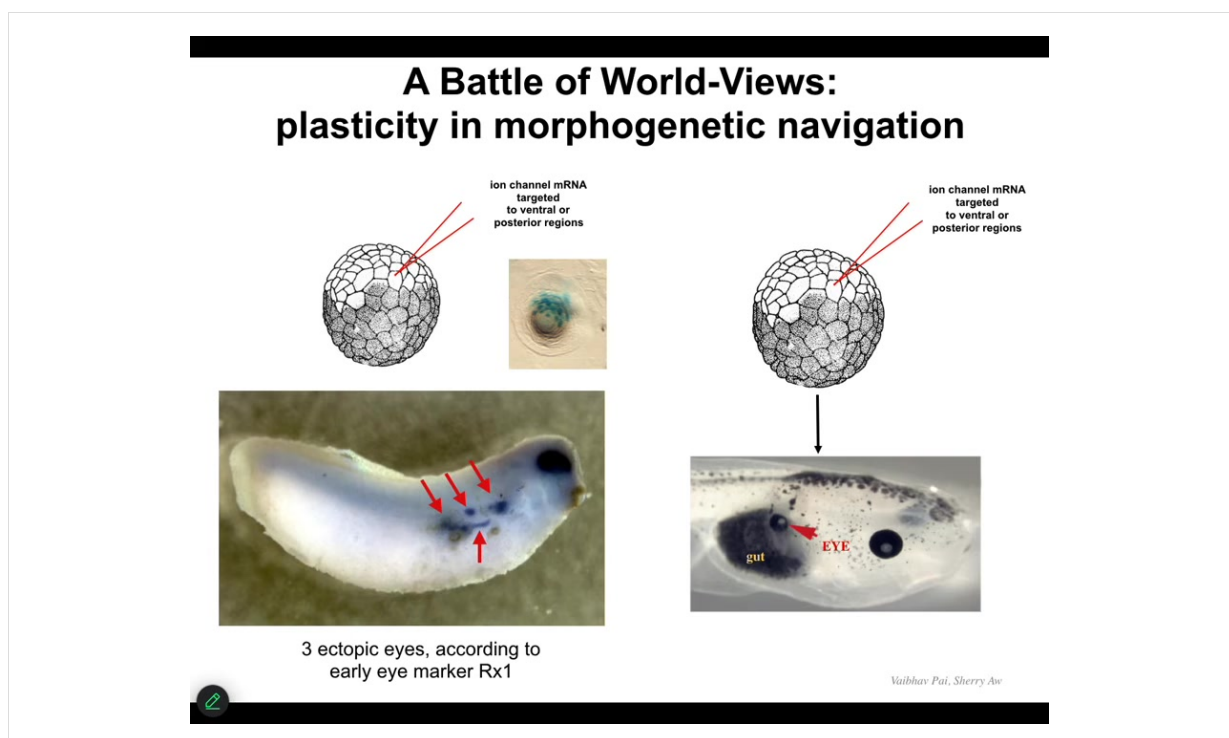 A Battle of World-Views:
plasticity in morphogenetic navigation
ion channel mRNA
targeted
to ventral or
posterior regions
ion channel mRNA
targeted
to ventral or
posterior regions
gut
EYE
3 ectopic eyes, according to
early eye marker Rx1
Vaibhav Pai, Sherry Aw